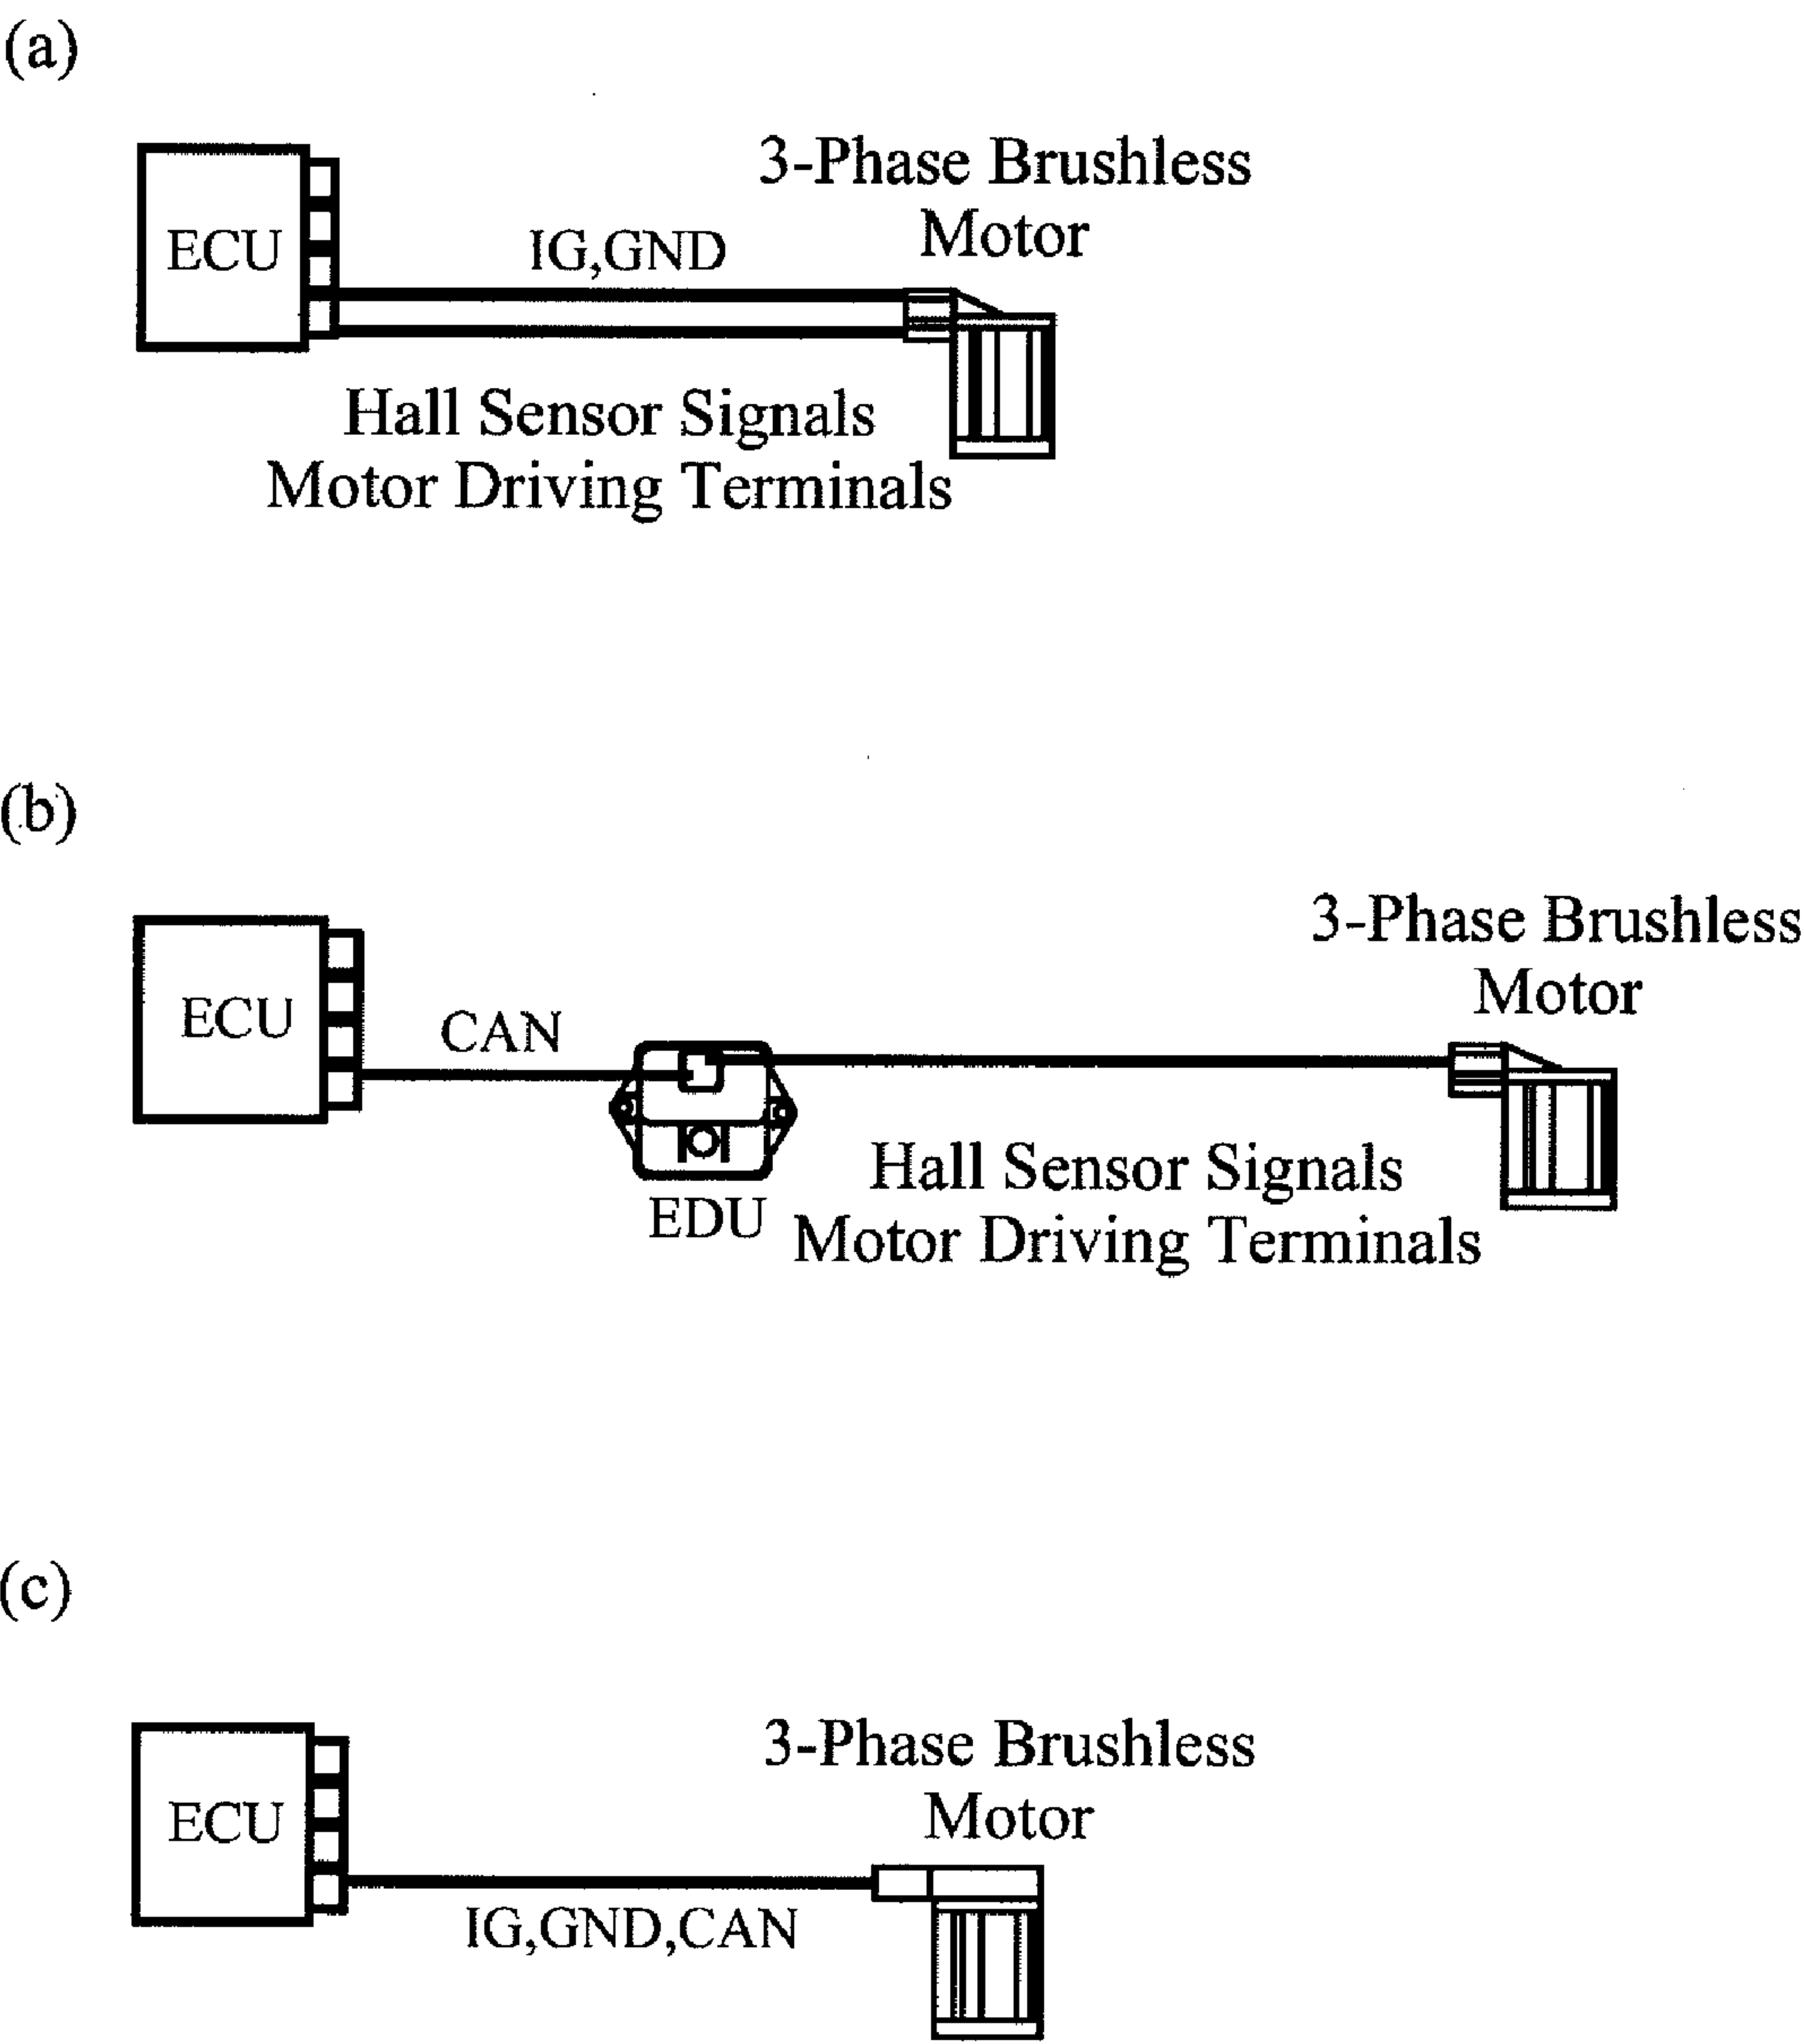 (a)
3-Phase Brushless
Motor
ECU
IG,GND
Hall Sensor Signals
Motor Driving Terminals
(b)
3-Phase Brushless
Motor
ECU
CAN
EDU
Hall Sensor Signals
Motor Driving Terminals
(c)
3-Phase Brushless
Motor
ECU
IG,GND,CAN